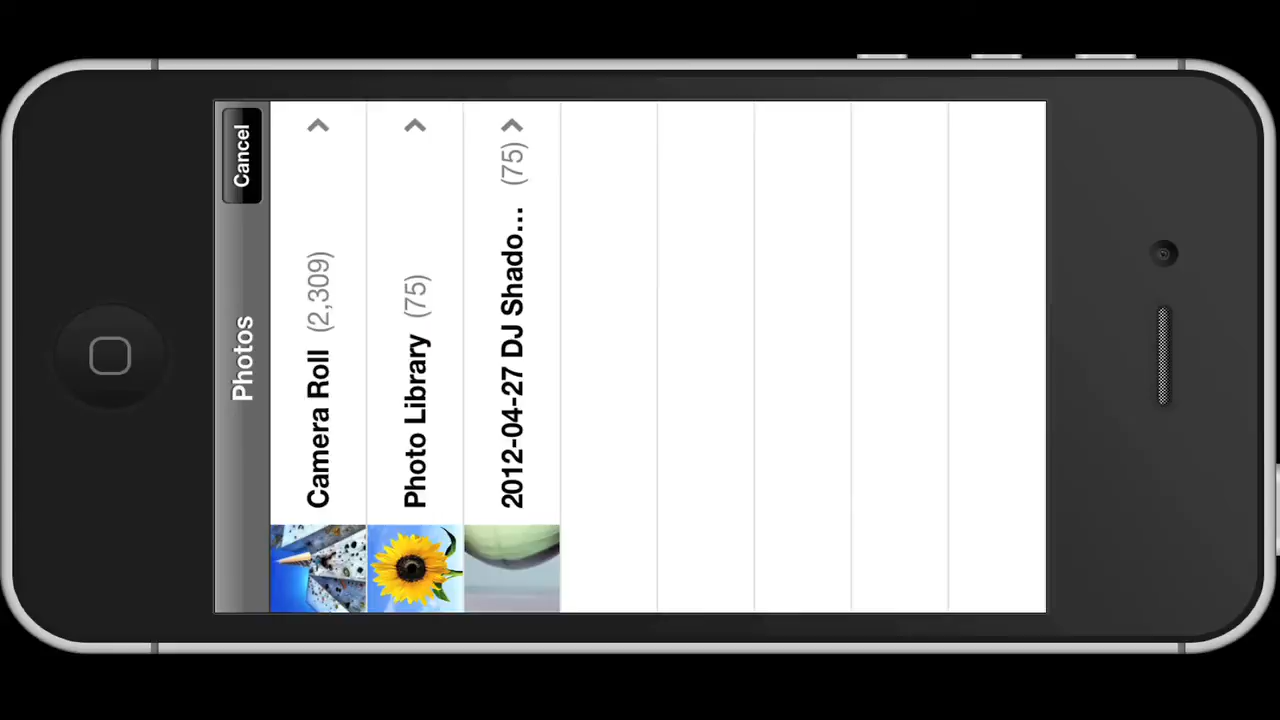 Photos
Cancel
Camera Roll (2,309)
Photo Library (75)
2012-04-27 DJ Shado... (75)